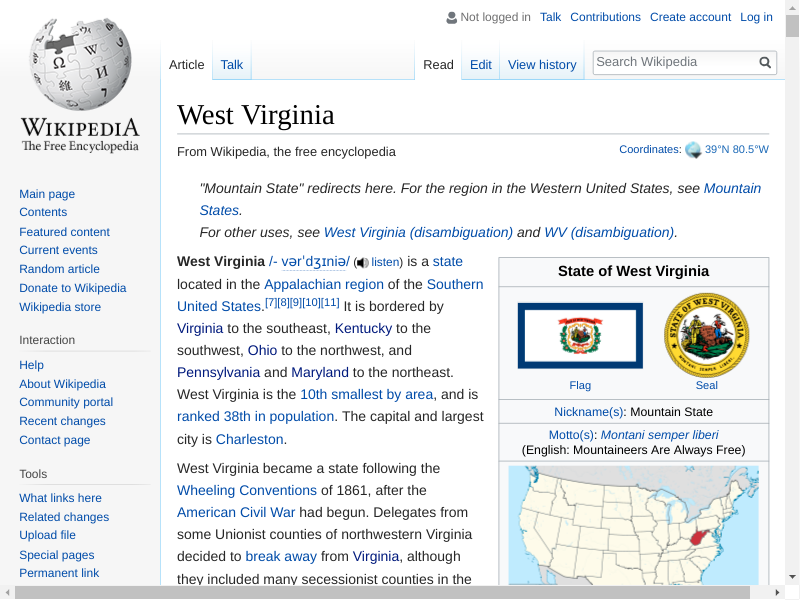 Not logged in Talk Contributions Create account Log in
Article Talk Read Edit View history Search Wikipedia
WIKIPEDIA
The Free Encyclopedia
Main page
Contents
Featured content
Current events
Random article
Donate to Wikipedia
Wikipedia store
Interaction
Help
About Wikipedia
Community portal
Recent changes
Contact page
Tools
What links here
Related changes
Upload file
Special pages
Permanent link
West Virginia
From Wikipedia, the free encyclopedia
Coordinates: 39°N 80.5°W
"Mountain State" redirects here. For the region in the Western United States, see Mountain
States.
For other uses, see West Virginia (disambiguation) and WV (disambiguation).
West Virginia /- vərˈdʒɪniə/ (listen) is a state
located in the Appalachian region of the Southern
United States.[7][8][9][10][11] It is bordered by
Virginia to the southeast, Kentucky to the
southwest, Ohio to the northwest, and
Pennsylvania and Maryland to the northeast.
West Virginia is the 10th smallest by area, and is
ranked 38th in population. The capital and largest
city is Charleston.
West Virginia became a state following the
Wheeling Conventions of 1861, after the
American Civil War had begun. Delegates from
some Unionist counties of northwestern Virginia
decided to break away from Virginia, although
they included many secessionist counties in the
State of West Virginia
STATE OF WEST VIRGINIA
MONTANI SEMPER LIBERI
Flag Seal
Nickname(s): Mountain State
Motto(s): Montani semper liberi
(English: Mountaineers Are Always Free)